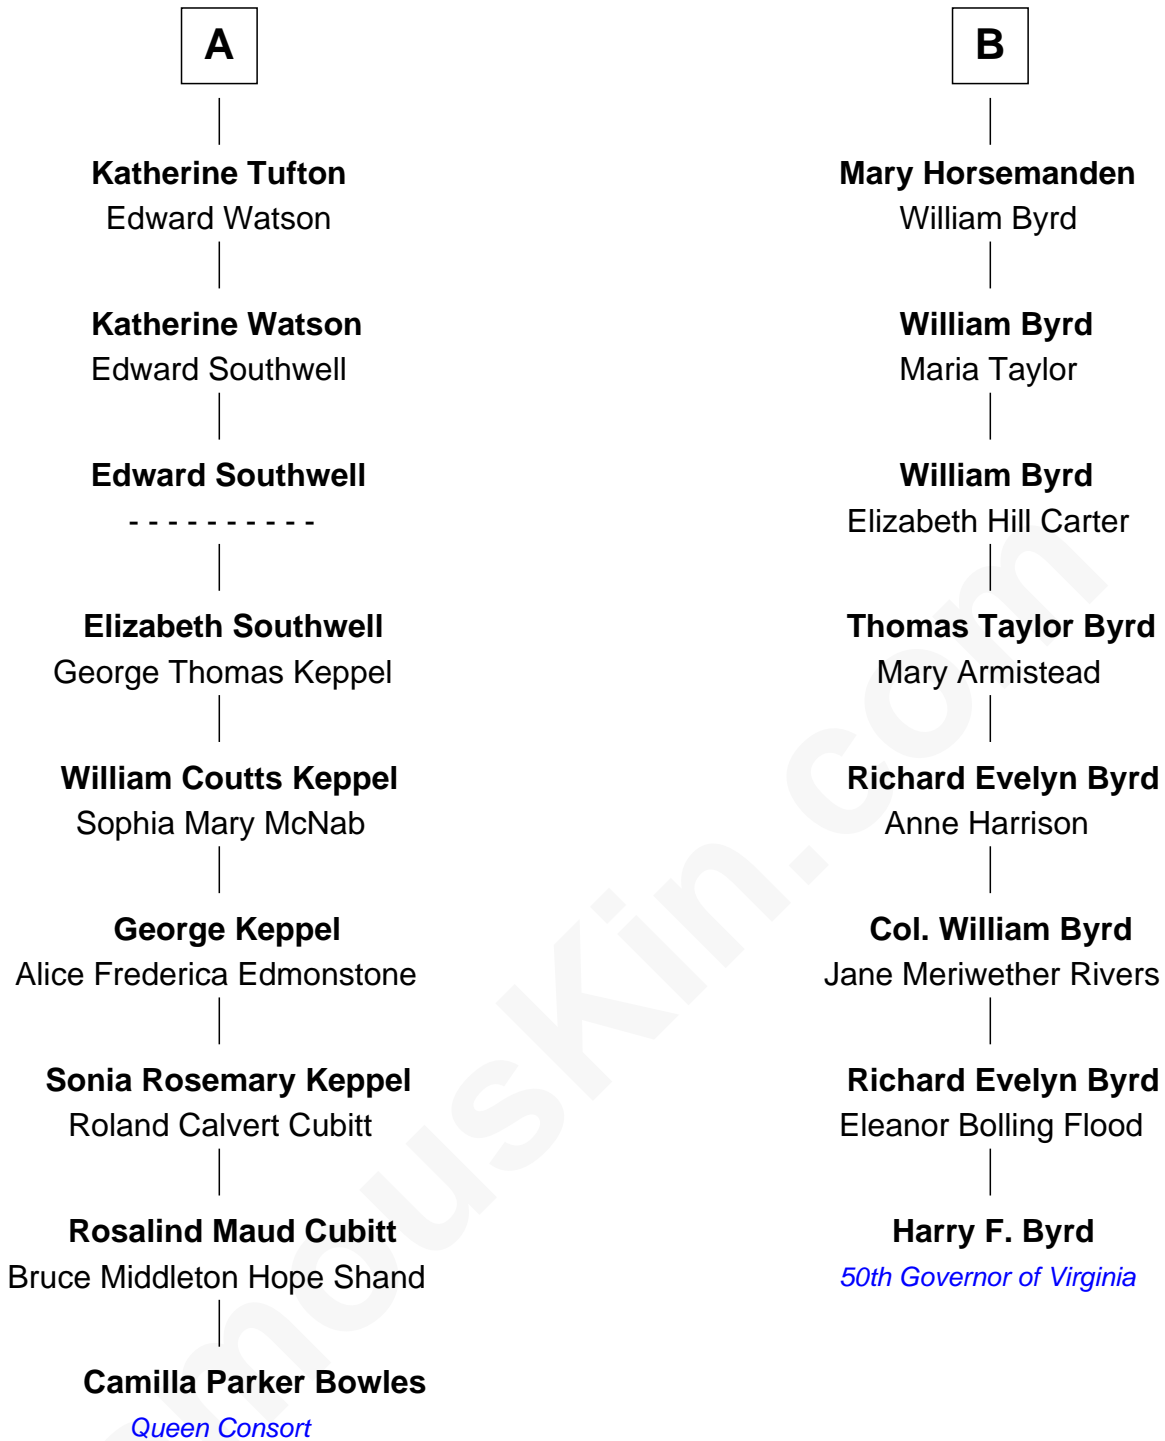 A
Katherine Tufton
Edward Watson
Katherine Watson
Edward Southwell
Edward Southwell
- - - - - - - - - -
Elizabeth Southwell
George Thomas Keppel
William Coutts Keppel
Sophia Mary McNab
George Keppel
Alice Frederica Edmonstone
Sonia Rosemary Keppel
Roland Calvert Cubitt
Rosalind Maud Cubitt
Bruce Middleton Hope Shand
Camilla Parker Bowles
Queen Consort
B
Mary Horsemanden
William Byrd
William Byrd
Maria Taylor
William Byrd
Elizabeth Hill Carter
Thomas Taylor Byrd
Mary Armistead
Richard Evelyn Byrd
Anne Harrison
Col. William Byrd
Jane Meriwether Rivers
Richard Evelyn Byrd
Eleanor Bolling Flood
Harry F. Byrd
50th Governor of Virginia
mousKin.com